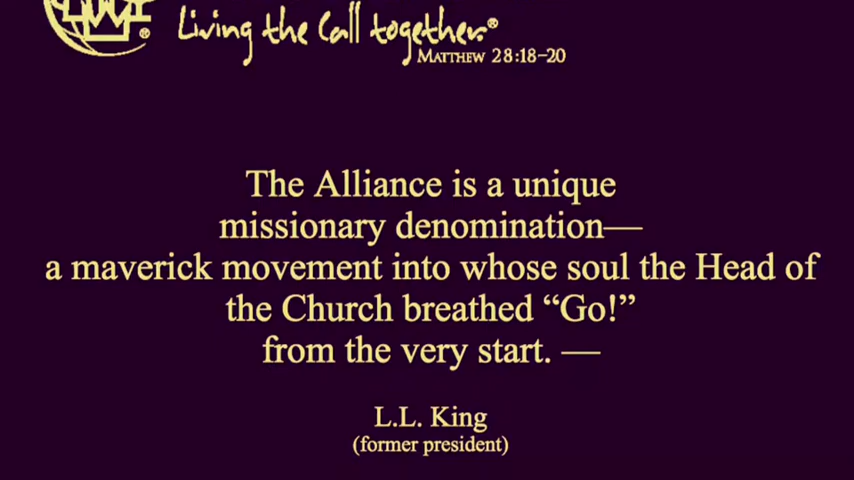 Living the Call together.®
MATTHEW 28:18–20
The Alliance is a unique
missionary denomination—
a maverick movement into whose soul the Head of
the Church breathed “Go!”
from the very start. —
L.L. King
(former president)